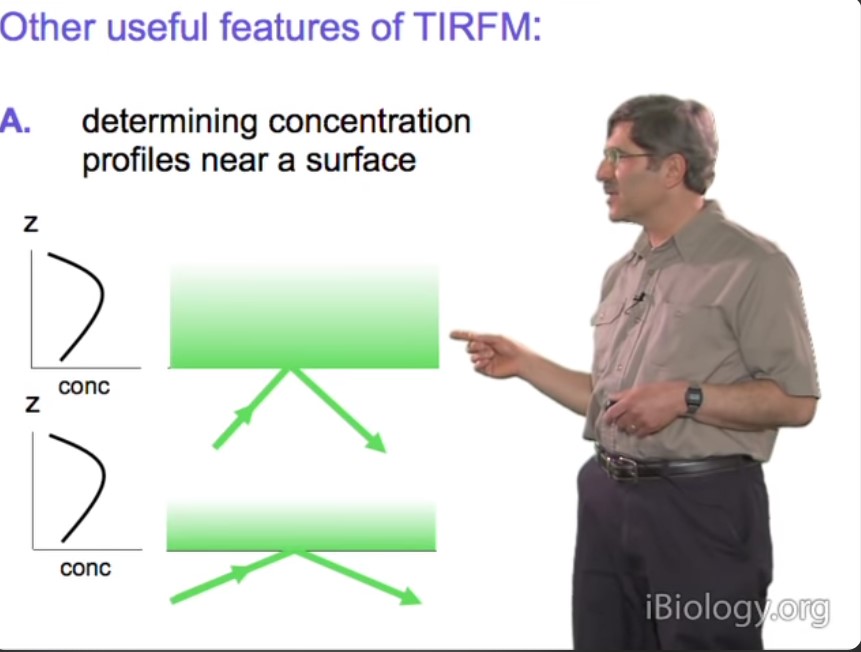 Other useful features of TIRFM:
A. determining concentration
profiles near a surface
z
conc
z
conc
iBiology.org